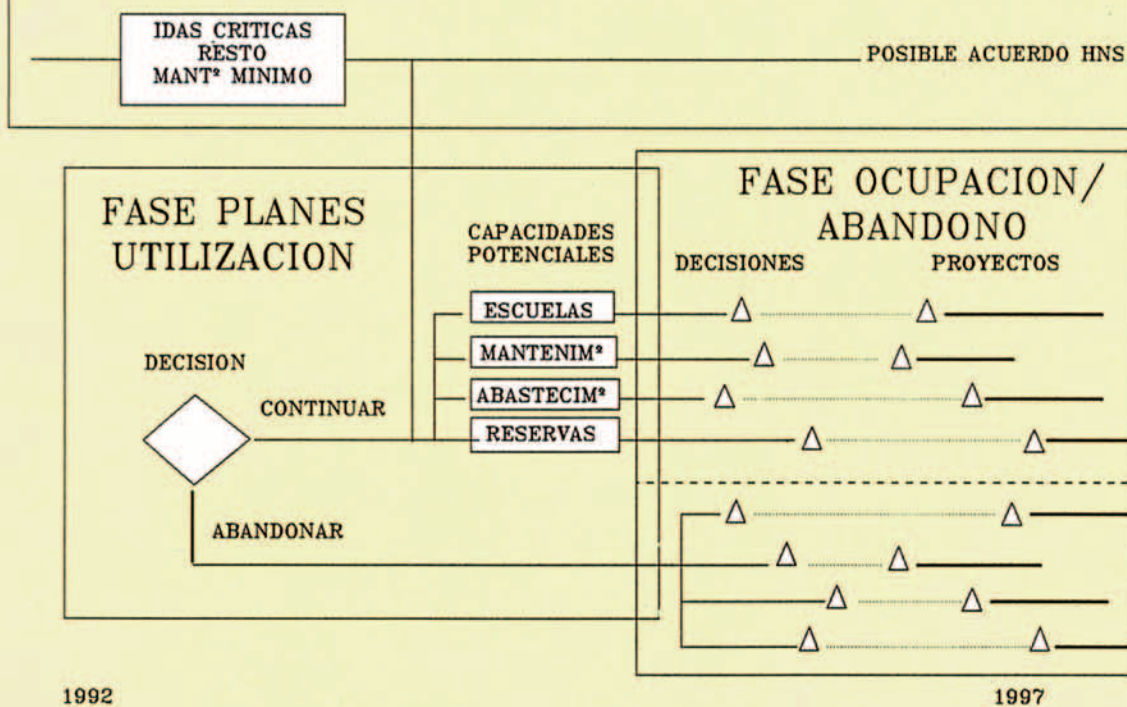 IDAS CRITICAS
RESTO
MANTº MINIMO
POSIBLE ACUERDO HNS
FASE PLANES
UTILIZACION
CAPACIDADES
POTENCIALES
FASE OCUPACION/
ABANDONO
DECISIONES
PROYECTOS
ESCUELAS
MANTENIMº
ABASTECIMº
RESERVAS
DECISION
CONTINUAR
ABANDONAR
1992
1997